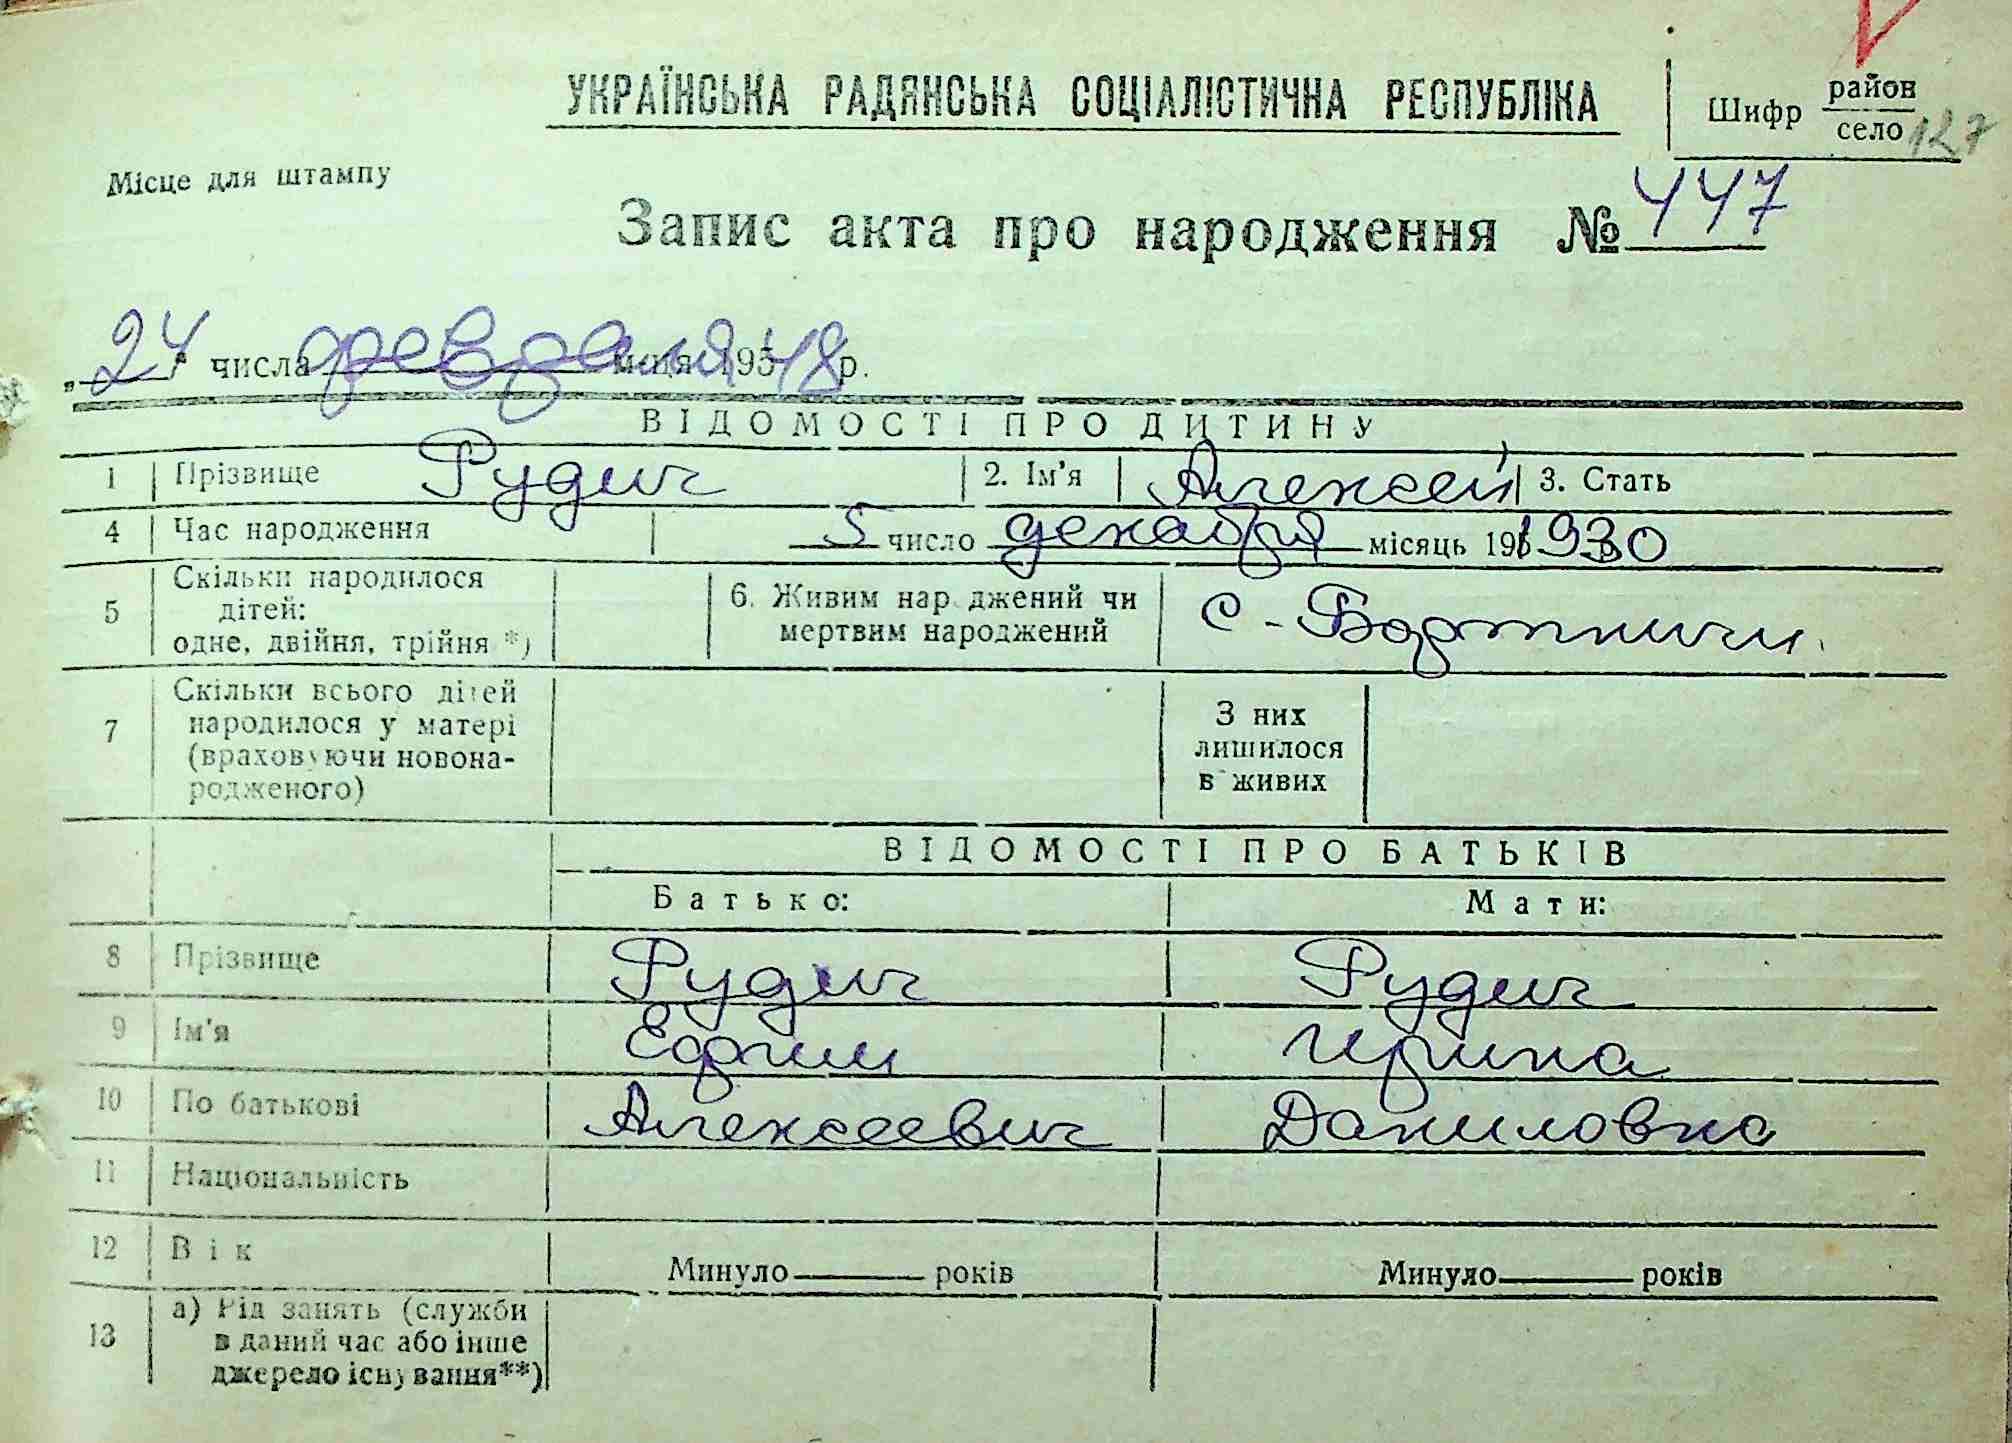 УКРАЇНСЬКА РАДЯНСЬКА СОЦІАЛІСТИЧНА РЕСПУБЛІКА
Шифр район
село 127
Місце для штампу
Запис акта про народження № 447
„24" числа февраля м-ця 195 48 р.
ВІДОМОСТІ ПРО ДИТИНУ
1 Прізвище Рудич 2. Ім'я Алексей 3. Стать
4 Час народження 5 число декабря місяць 195 1930
5 Скільки народилося дітей: одне, двійня, трійня *)
6. Живим народжений чи мертвим народжений с-Бортничи.
7 Скільки всього дітей народилося у матері (враховуючи новонародженого)
З них лишилося в живих
ВІДОМОСТІ ПРО БАТЬКІВ
Батько: Мати:
8 Прізвище Рудич Рудич
9 Ім'я Ефим Ирина
10 По батькові Алексеевич Даниловна
11 Національність
12 Вік Минуло років Минуло років
13 а) Рід занять (служби в даний час або інше джерело існування**)